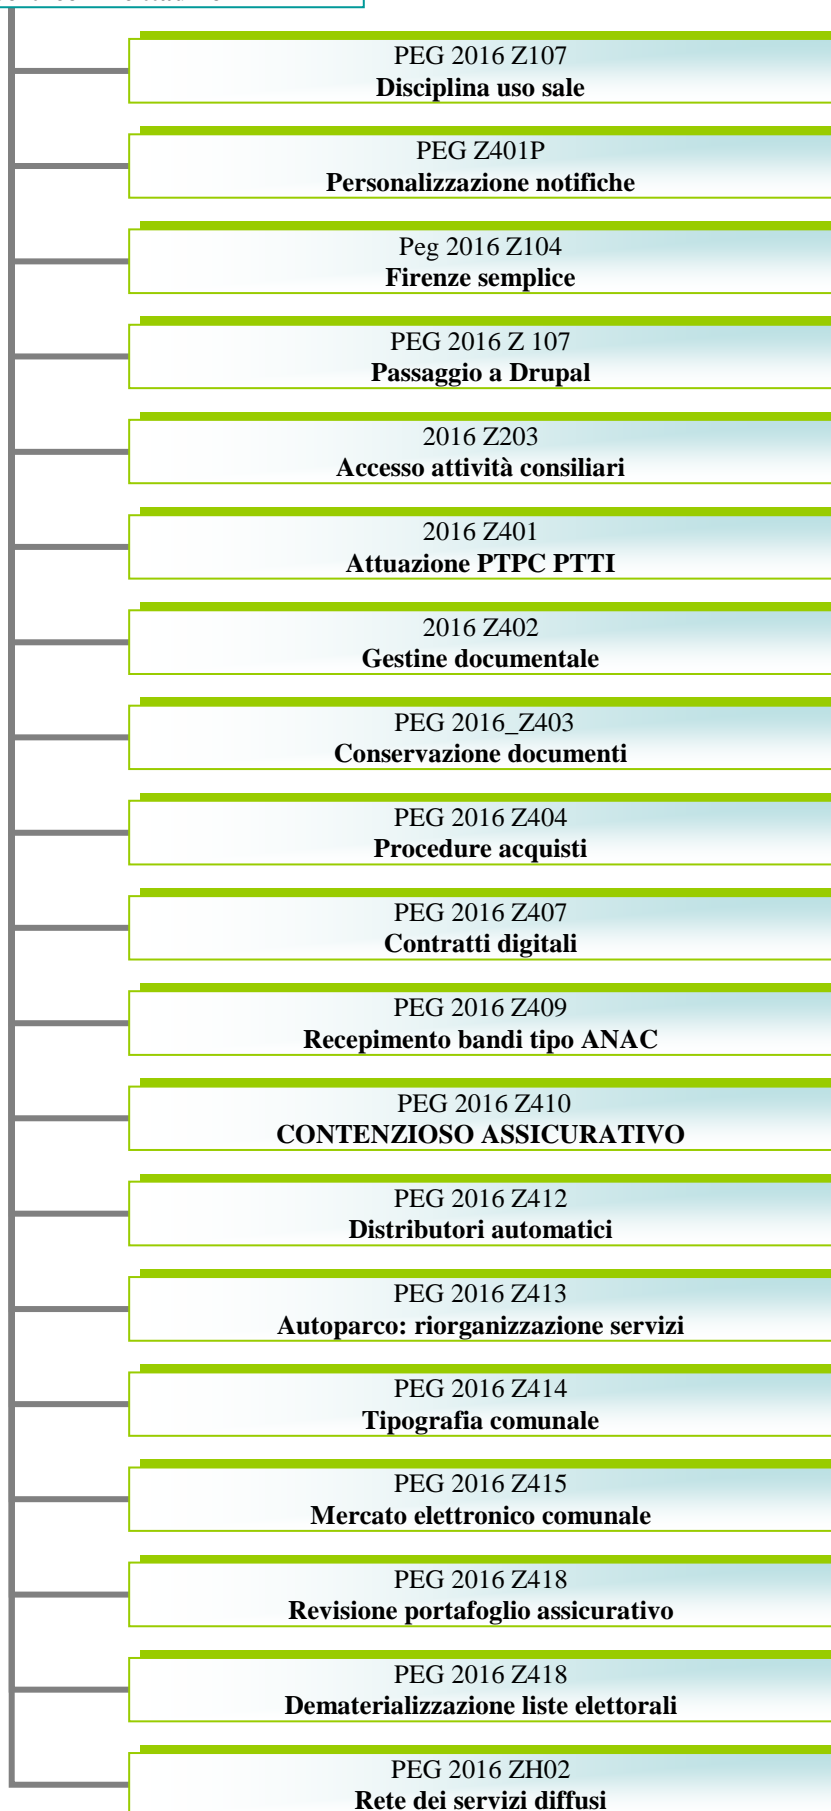 PEG 2016 Z107
Disciplina uso sale
PEG Z401P
Personalizzazione notifiche
Peg 2016 Z104
Firenze semplice
PEG 2016 Z 107
Passaggio a Drupal
2016 Z203
Accesso attività consiliari
2016 Z401
Attuazione PTPC PTTI
2016 Z402
Gestine documentale
PEG 2016_Z403
Conservazione documenti
PEG 2016 Z404
Procedure acquisti
PEG 2016 Z407
Contratti digitali
PEG 2016 Z409
Recepimento bandi tipo ANAC
PEG 2016 Z410
CONTENZIOSO ASSICURATIVO
PEG 2016 Z412
Distributori automatici
PEG 2016 Z413
Autoparco: riorganizzazione servizi
PEG 2016 Z414
Tipografia comunale
PEG 2016 Z415
Mercato elettronico comunale
PEG 2016 Z418
Revisione portafoglio assicurativo
PEG 2016 Z418
Dematerializzazione liste elettorali
PEG 2016 ZH02
Rete dei servizi diffusi